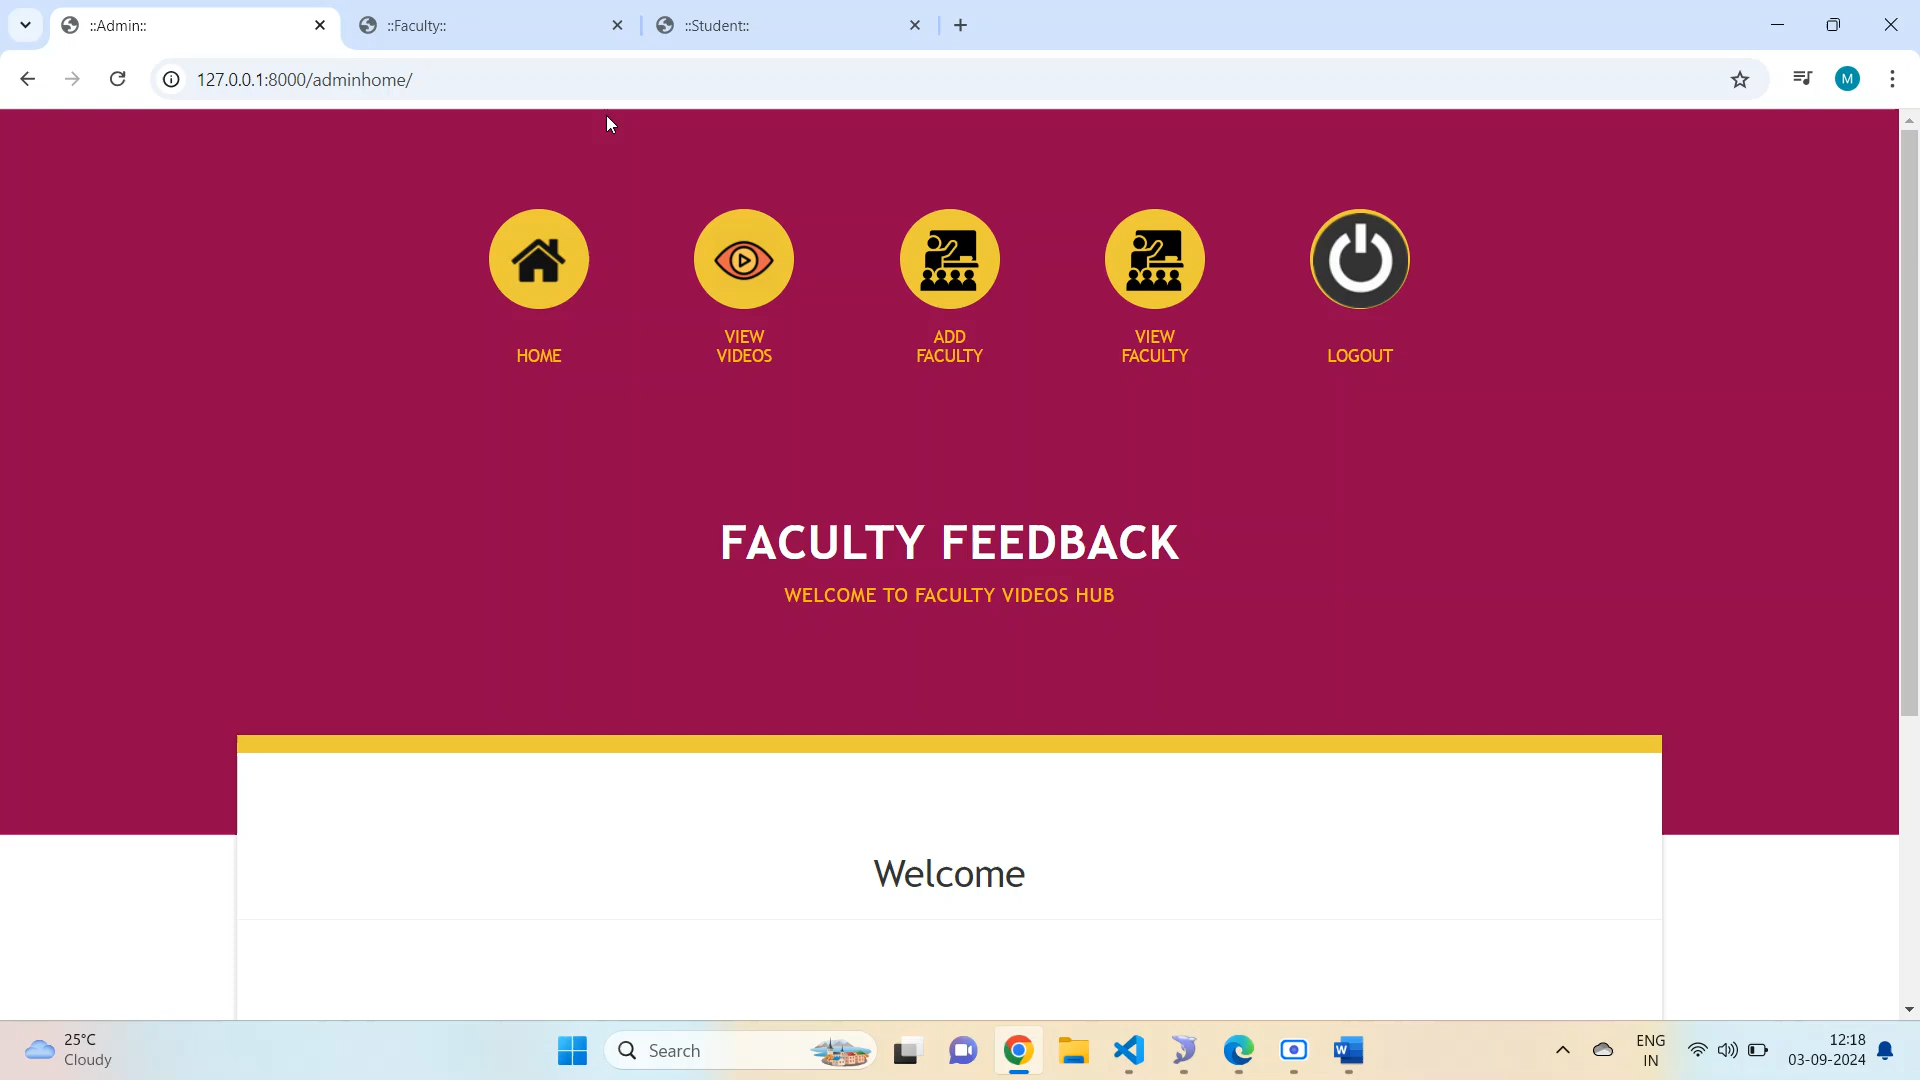 ::Admin::
::Faculty::
::Student::
127.0.0.1:8000/adminhome/
M
HOME
VIEW
VIDEOS
ADD
FACULTY
VIEW
FACULTY
LOGOUT
FACULTY FEEDBACK
WELCOME TO FACULTY VIDEOS HUB
Welcome
25°C
Cloudy
Search
W
ENG
IN
12:18
03-09-2024